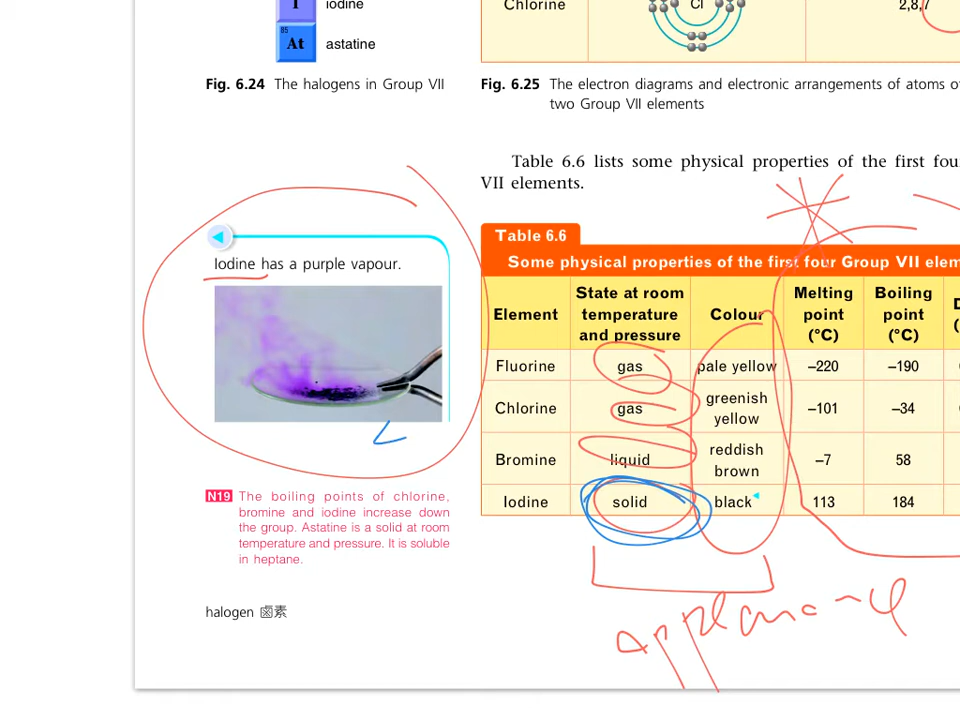 I iodine
85
At astatine
Fig. 6.24 The halogens in Group VII
Chlorine
Cl
2,8,7
Fig. 6.25 The electron diagrams and electronic arrangements of atoms
two Group VII elements
Table 6.6 lists some physical properties of the first
VII elements.
Iodine has a purple vapour.
N19 The boiling points of chlorine,
bromine and iodine increase down
the group. Astatine is a solid at room
temperature and pressure. It is soluble
in heptane.
halogen 鹵素
Table 6.6
Some physical properties of the first four Group VII
Element State at room temperature and pressure Colour Melting point (°C) Boiling point (°C)
Fluorine gas pale yellow –220 –190
Chlorine gas greenish yellow –101 –34
Bromine liquid reddish brown –7 58
Iodine solid black 113 184